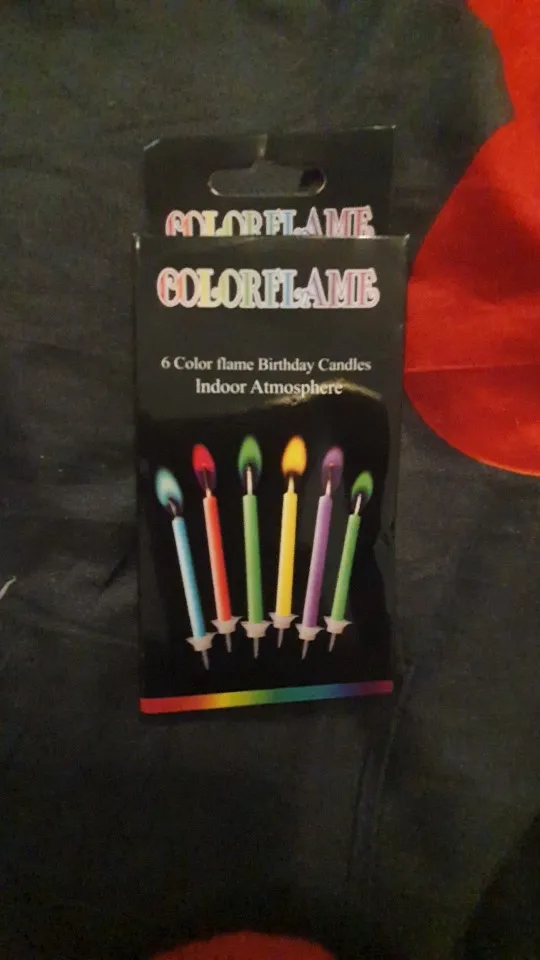 COLORFLAME
COLORFLAME
6 Color flame Birthday Candles
Indoor Atmosphere